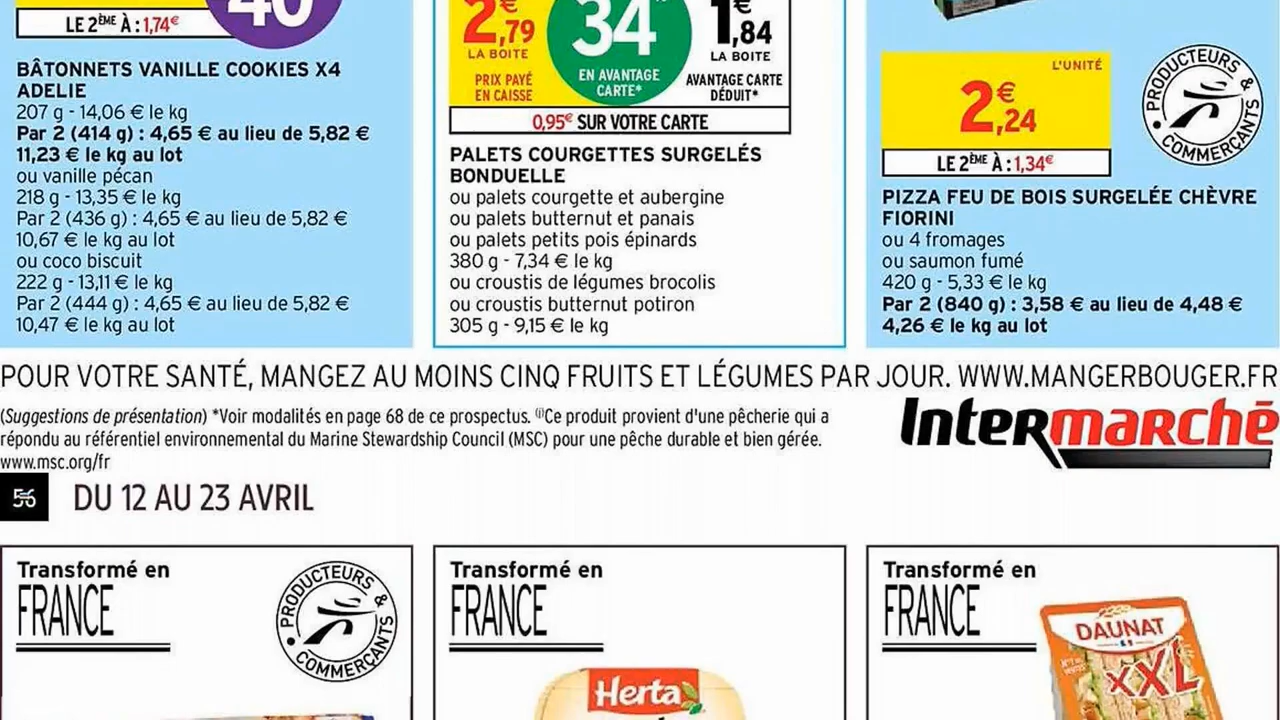 40
LE 2ÈME À : 1,74€
BÂTONNETS VANILLE COOKIES X4
ADELIE
207 g - 14,06 € le kg
Par 2 (414 g) : 4,65 € au lieu de 5,82 €
11,23 € le kg au lot
ou vanille pécan
218 g - 13,35 € le kg
Par 2 (436 g) : 4,65 € au lieu de 5,82 €
10,67 € le kg au lot
ou coco biscuit
222 g - 13,11 € le kg
Par 2 (444 g) : 4,65 € au lieu de 5,82 €
10,47 € le kg au lot
2,79 €
LA BOITE
PRIX PAYÉ
EN CAISSE
34
EN AVANTAGE
CARTE*
1,84 €
LA BOITE
AVANTAGE CARTE
DÉDUIT*
0,95€ SUR VOTRE CARTE
PALETS COURGETTES SURGELÉS
BONDUELLE
ou palets courgette et aubergine
ou palets butternut et panais
ou palets petits pois épinards
380 g - 7,34 € le kg
ou croustis de légumes brocolis
ou croustis butternut potiron
305 g - 9,15 € le kg
L'UNITÉ
2,24 €
LE 2ÈME À : 1,34€
PRODUCTEURS & COMMERÇANTS
PIZZA FEU DE BOIS SURGELÉE CHÈVRE
FIORINI
ou 4 fromages
ou saumon fumé
420 g - 5,33 € le kg
Par 2 (840 g) : 3,58 € au lieu de 4,48 €
4,26 € le kg au lot
POUR VOTRE SANTÉ, MANGEZ AU MOINS CINQ FRUITS ET LÉGUMES PAR JOUR. WWW.MANGERBOUGER.FR
(Suggestions de présentation) *Voir modalités en page 68 de ce prospectus. (i)Ce produit provient d'une pêcherie qui a
répondu au référentiel environnemental du Marine Stewardship Council (MSC) pour une pêche durable et bien gérée.
www.msc.org/fr
Intermarchē
56 DU 12 AU 23 AVRIL
Transformé en
FRANCE
PRODUCTEURS & COMMERÇANTS
Transformé en
FRANCE
Herta
Transformé en
FRANCE
DAUNAT
XXL